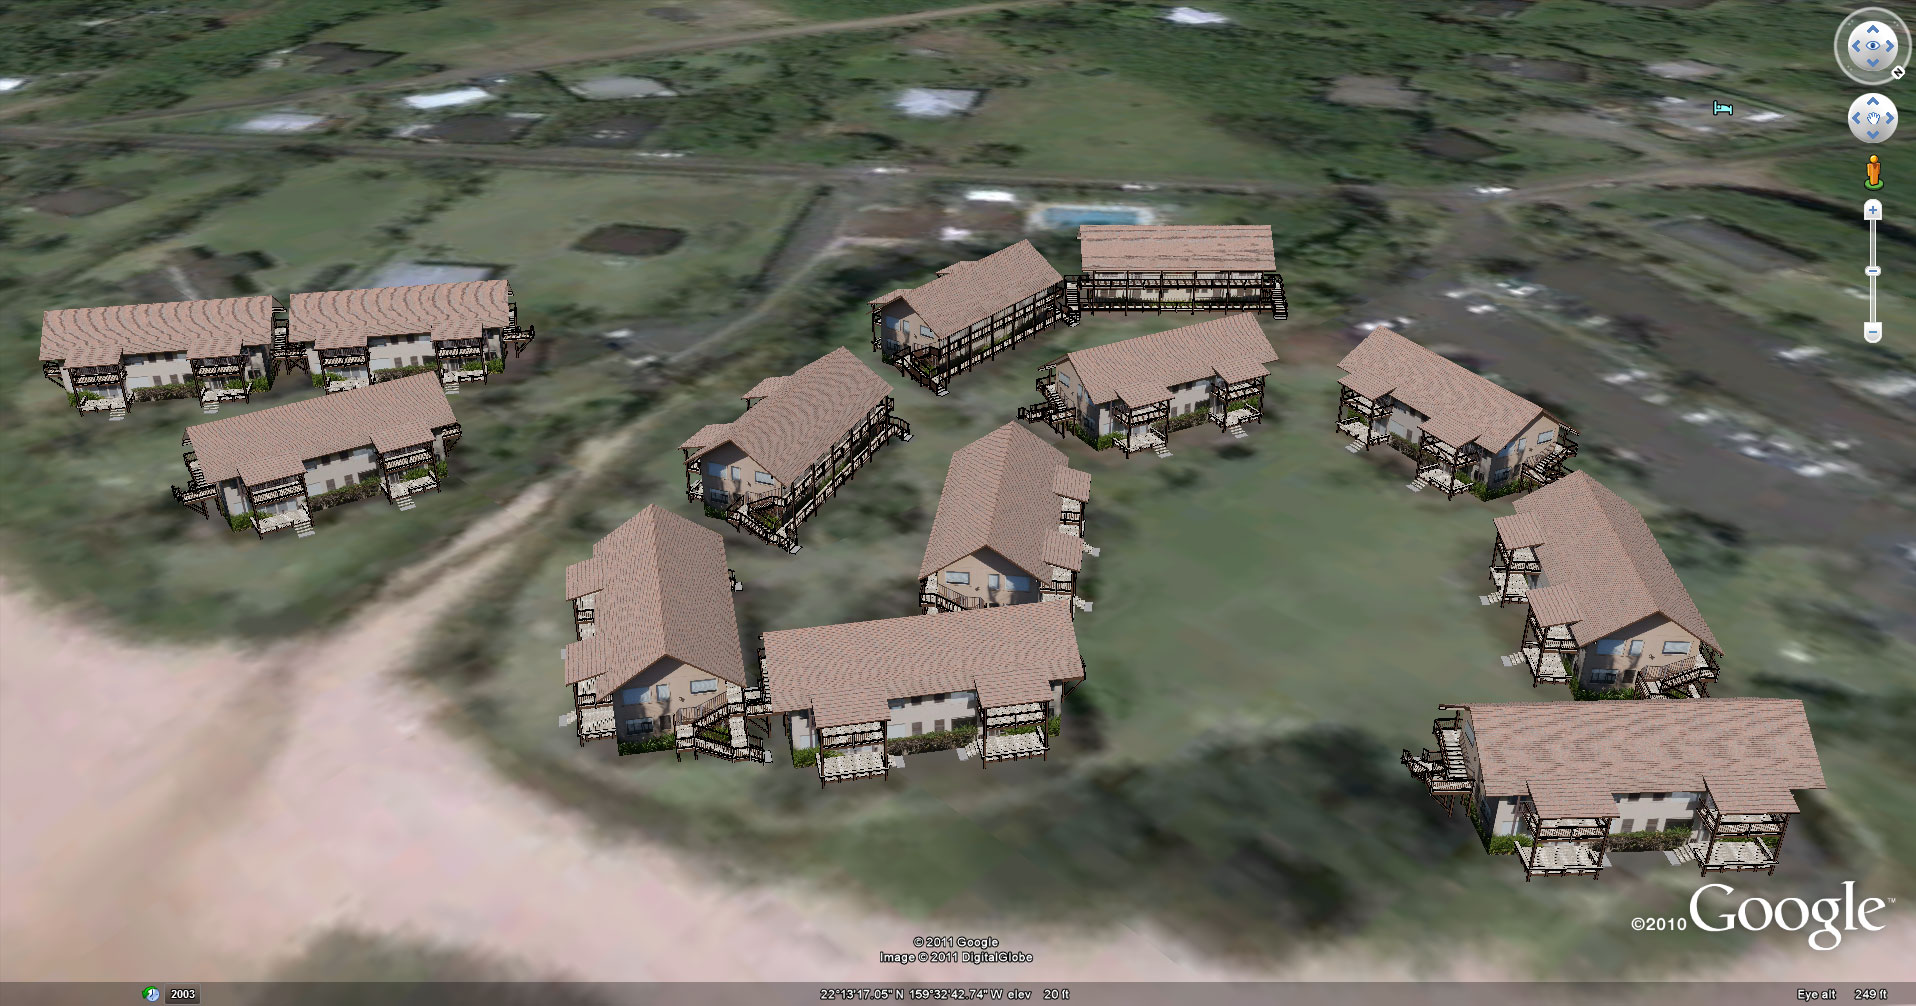 N
©2010 Google™
© 2011 Google
Image © 2011 DigitalGlobe
2003
22°13'17.05" N 159°32'42.74" W elev 20 ft
Eye alt 249 ft